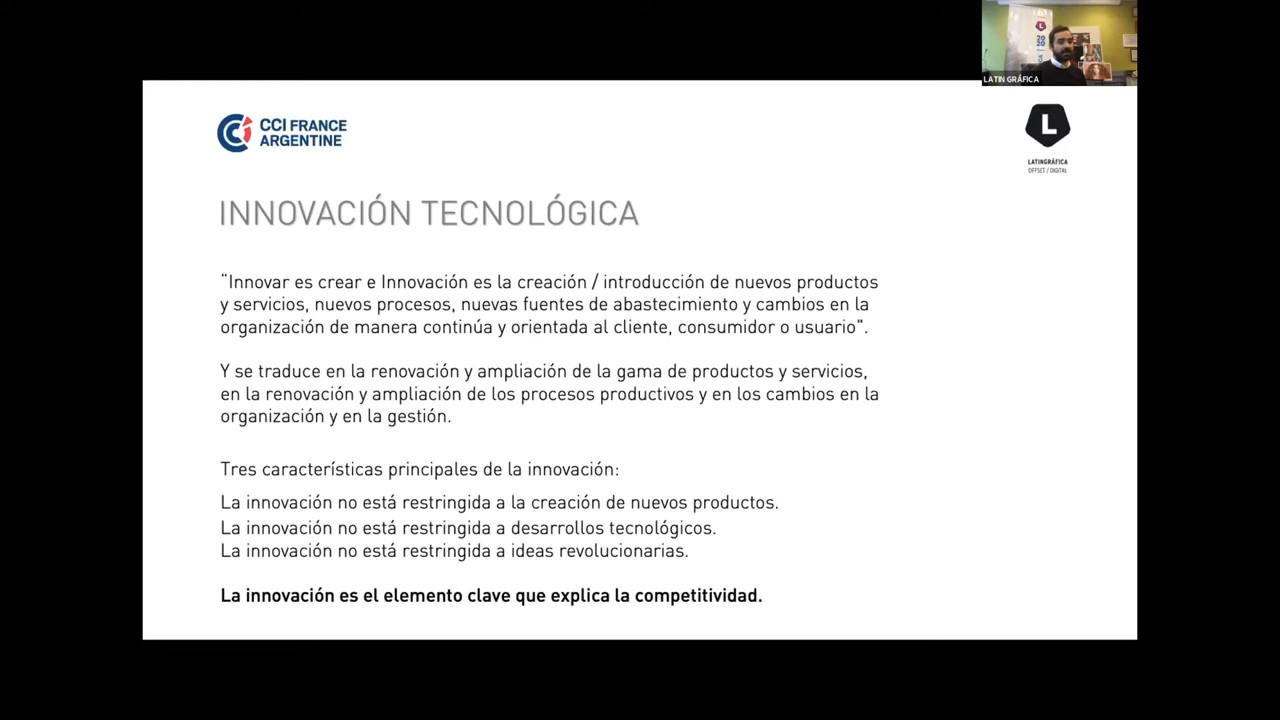 20
20
LATIN GRÁFICA
CCI FRANCE
ARGENTINE
L
LATINGRÁFICA
OFFSET / DIGITAL
INNOVACIÓN TECNOLÓGICA
"Innovar es crear e Innovación es la creación / introducción de nuevos productos
y servicios, nuevos procesos, nuevas fuentes de abastecimiento y cambios en la
organización de manera continúa y orientada al cliente, consumidor o usuario".
Y se traduce en la renovación y ampliación de la gama de productos y servicios,
en la renovación y ampliación de los procesos productivos y en los cambios en la
organización y en la gestión.
Tres características principales de la innovación:
La innovación no está restringida a la creación de nuevos productos.
La innovación no está restringida a desarrollos tecnológicos.
La innovación no está restringida a ideas revolucionarias.
La innovación es el elemento clave que explica la competitividad.